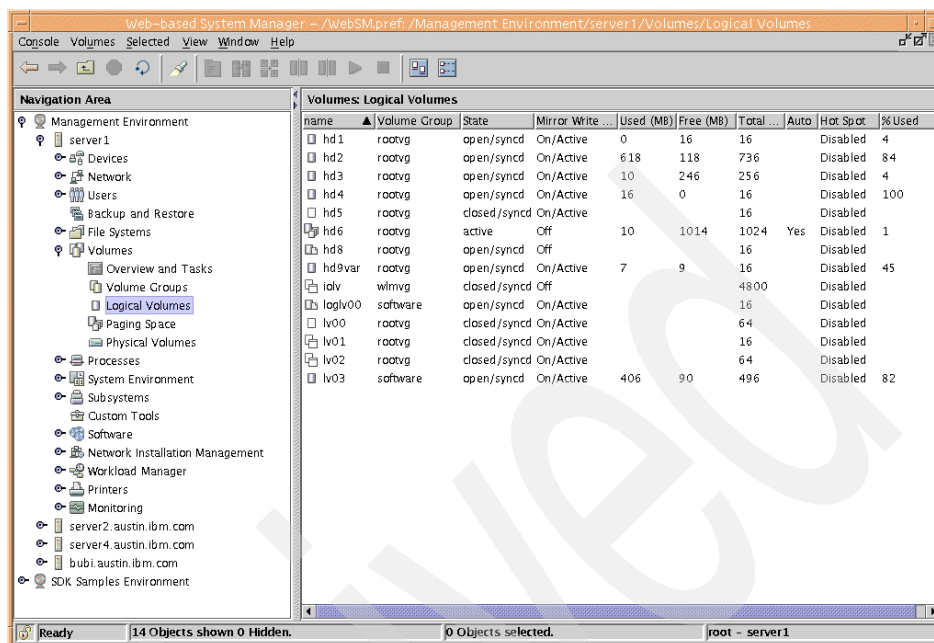 Web-based System Manager - /WebSM.pref: /Management Environment/server1/Volumes/Logical Volumes
Console Volumes Selected View Window Help
Navigation Area
Management Environment
server1
Devices
Network
Users
Backup and Restore
File Systems
Volumes
Overview and Tasks
Volume Groups
Logical Volumes
Paging Space
Physical Volumes
Processes
System Environment
Subsystems
Custom Tools
Software
Network Installation Management
Workload Manager
Printers
Monitoring
server2.austin.ibm.com
server4.austin.ibm.com
bubi.austin.ibm.com
SDK Samples Environment
Volumes: Logical Volumes
name Volume Group State Mirror Write ... Used (MB) Free (MB) Total ... Auto Hot Spot % Used
hd1 rootvg open/syncd On/Active 0 16 16 Disabled 4
hd2 rootvg open/syncd On/Active 618 118 736 Disabled 84
hd3 rootvg open/syncd On/Active 10 246 256 Disabled 4
hd4 rootvg open/syncd On/Active 16 0 16 Disabled 100
hd5 rootvg closed/syncd On/Active 16 Disabled
hd6 rootvg active Off 10 1014 1024 Yes Disabled 1
hd8 rootvg open/syncd Off 16 Disabled
hd9var rootvg open/syncd On/Active 7 9 16 Disabled 45
iolv wlmvg closed/syncd Off 4800 Disabled
loglv00 software open/syncd On/Active 16 Disabled
lv00 rootvg closed/syncd On/Active 64 Disabled
lv01 rootvg closed/syncd On/Active 16 Disabled
lv02 rootvg closed/syncd On/Active 64 Disabled
lv03 software open/syncd On/Active 406 90 496 Disabled 82
Ready 14 Objects shown 0 Hidden. 0 Objects selected. root - server1